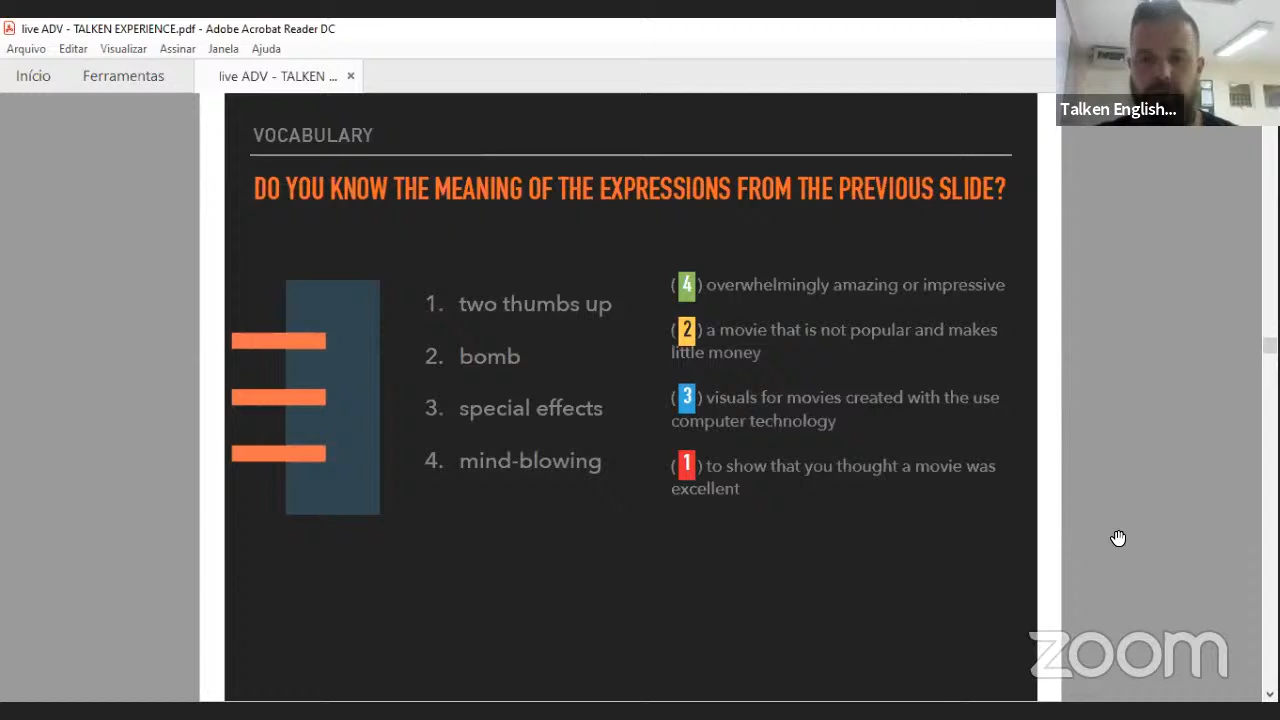 live ADV - TALKEN EXPERIENCE.pdf - Adobe Acrobat Reader DC
Arquivo Editar Visualizar Assinar Janela Ajuda
Início Ferramentas live ADV - TALKEN ... ×
Talken English...
VOCABULARY
DO YOU KNOW THE MEANING OF THE EXPRESSIONS FROM THE PREVIOUS SLIDE?
1. two thumbs up
2. bomb
3. special effects
4. mind-blowing
( 4 ) overwhelmingly amazing or impressive
( 2 ) a movie that is not popular and makes
little money
( 3 ) visuals for movies created with the use
computer technology
( 1 ) to show that you thought a movie was
excellent
zoom